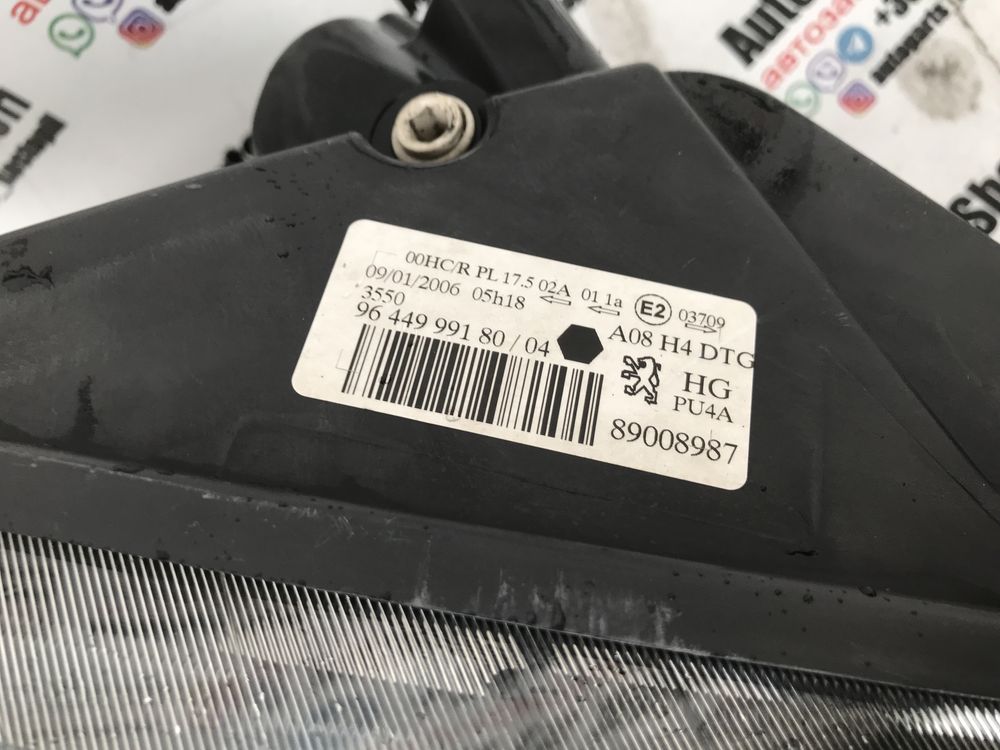 00HC/R PL 17.5 02A 01 1a E2 03709
09/01/2006 05h18
3550
96 449 991 80 / 04
A08 H4 DTG
HG
PU4A
89008987
autoparts